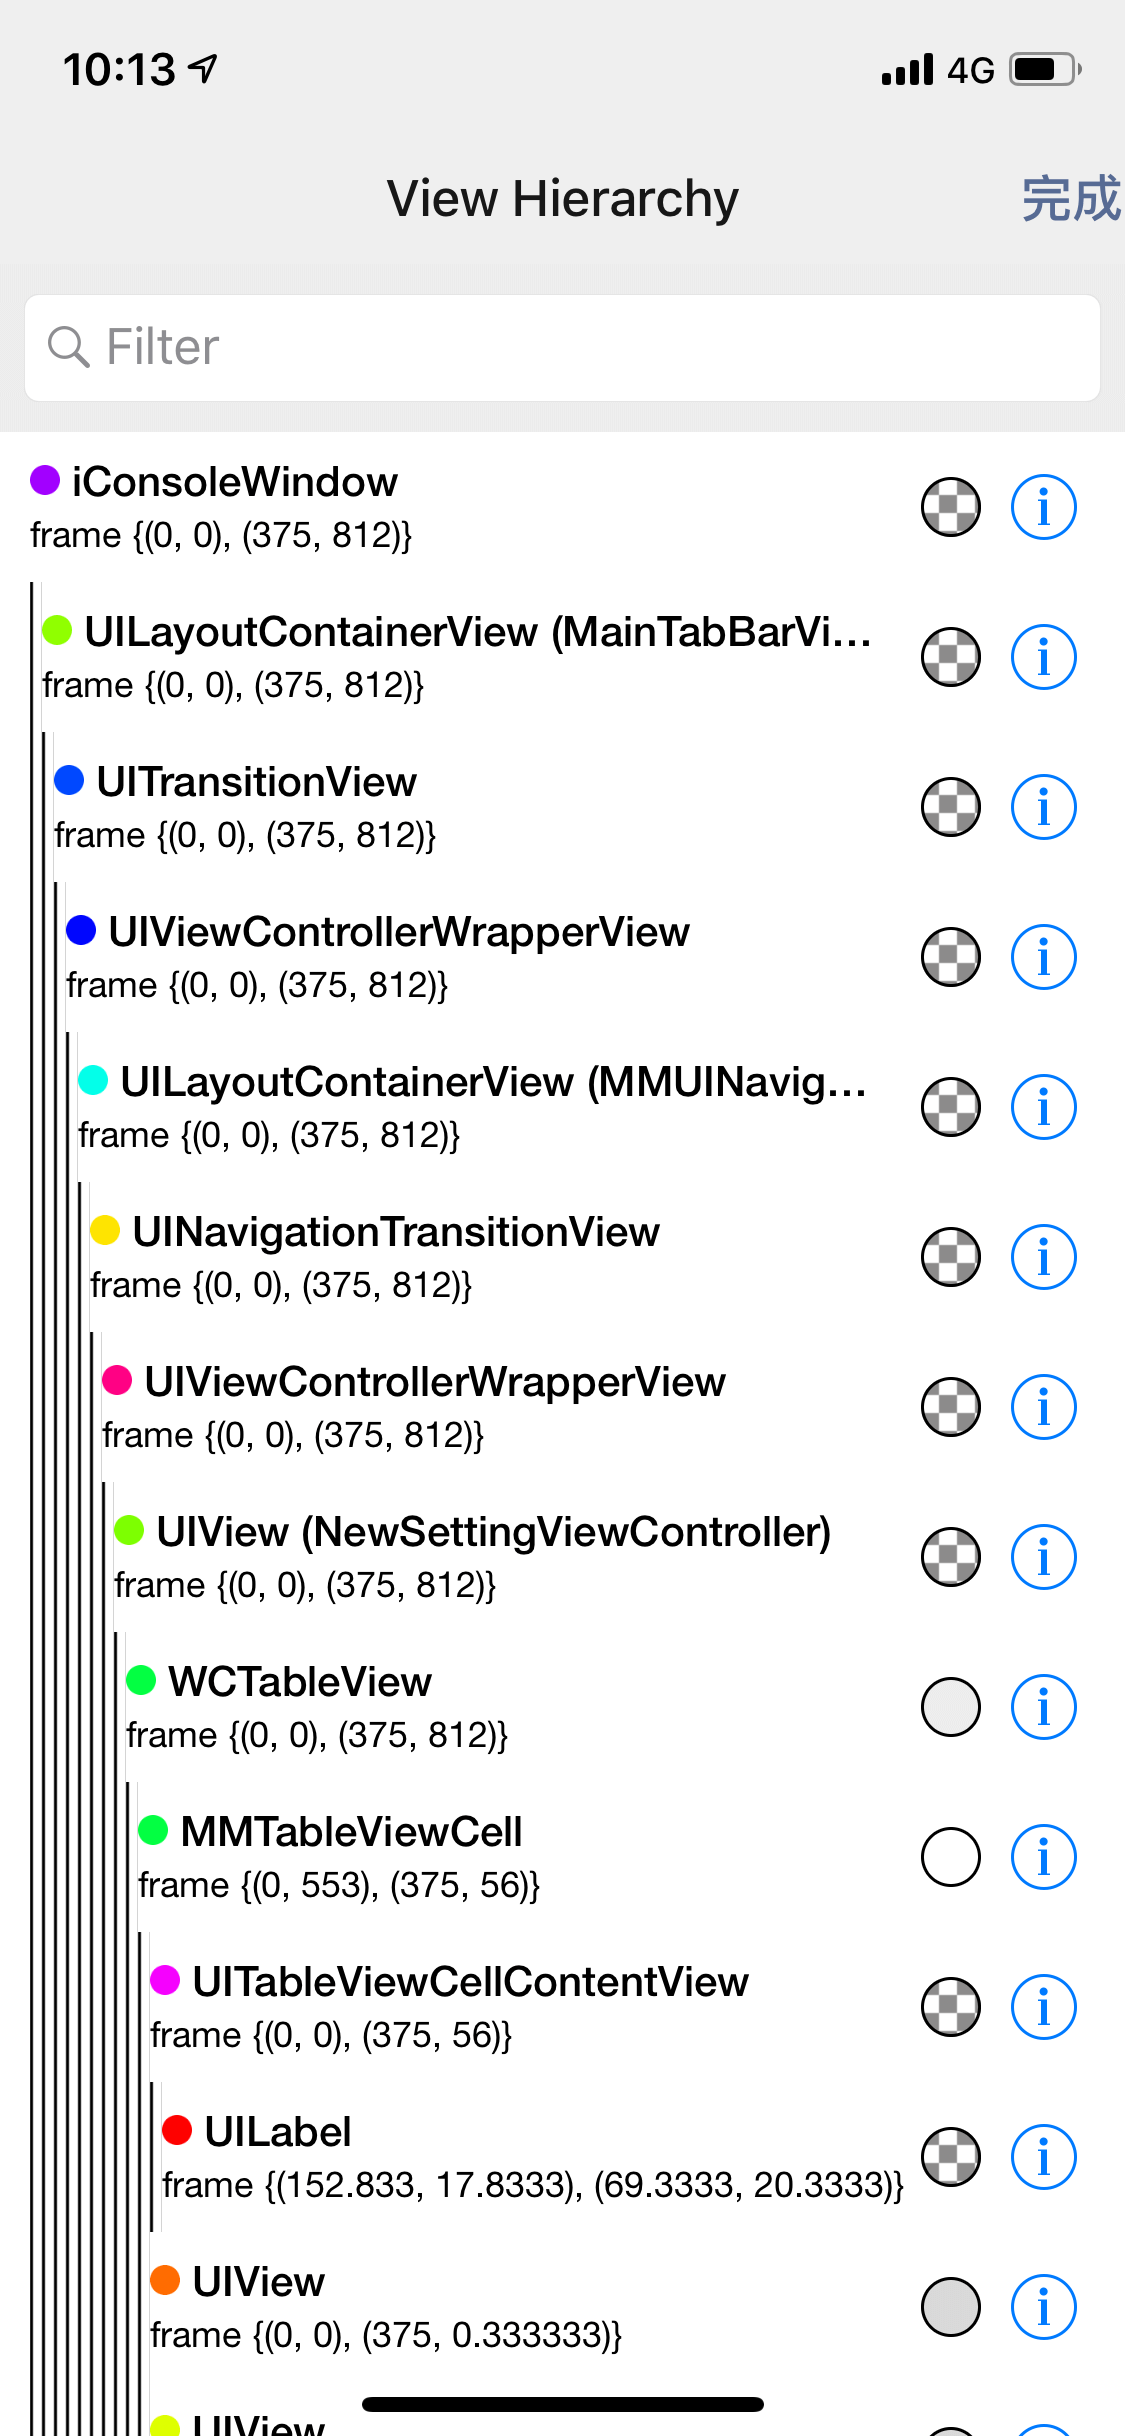 10:13
4G
View Hierarchy
完成
Filter
iConsoleWindow
frame {(0, 0), (375, 812)}
UILayoutContainerView (MainTabBarVi...
frame {(0, 0), (375, 812)}
UITransitionView
frame {(0, 0), (375, 812)}
UIViewControllerWrapperView
frame {(0, 0), (375, 812)}
UILayoutContainerView (MMUINavig...
frame {(0, 0), (375, 812)}
UINavigationTransitionView
frame {(0, 0), (375, 812)}
UIViewControllerWrapperView
frame {(0, 0), (375, 812)}
UIView (NewSettingViewController)
frame {(0, 0), (375, 812)}
WCTableView
frame {(0, 0), (375, 812)}
MMTableViewCell
frame {(0, 553), (375, 56)}
UITableViewCellContentView
frame {(0, 0), (375, 56)}
UILabel
frame {(152.833, 17.8333), (69.3333, 20.3333)}
UIView
frame {(0, 0), (375, 0.333333)}
UIView